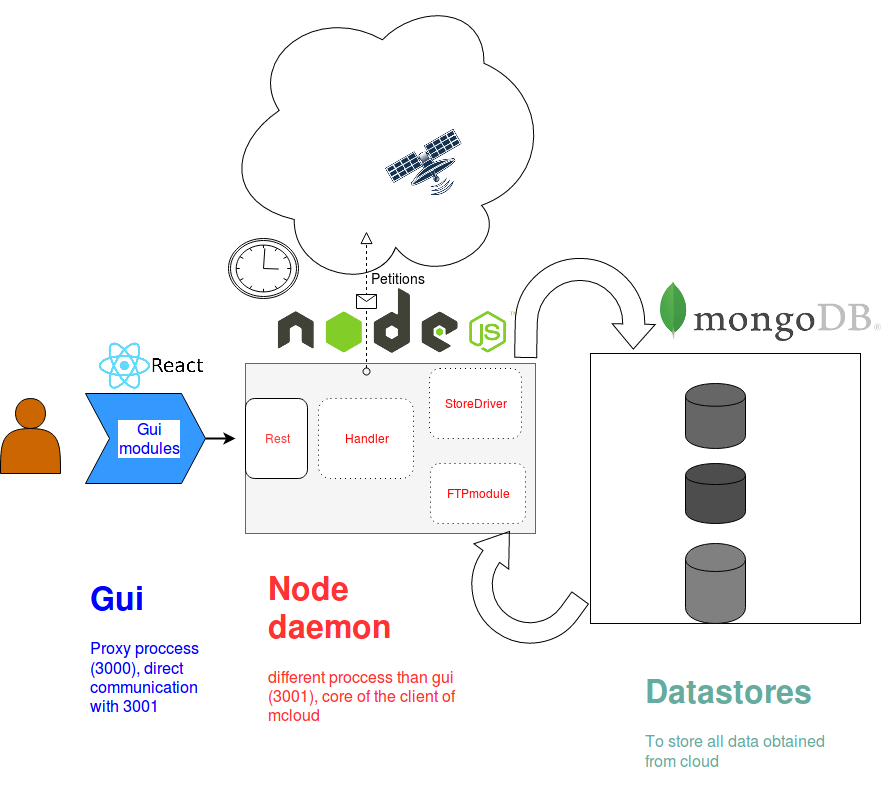 Petitions
node
JS
™
mongoDB®
React
Gui
modules
Rest
Handler
StoreDriver
FTPmodule
Gui
Proxy proccess
(3000), direct
communication
with 3001
Node
daemon
different proccess than gui
(3001), core of the client of
mcloud
Datastores
To store all data obtained
from cloud